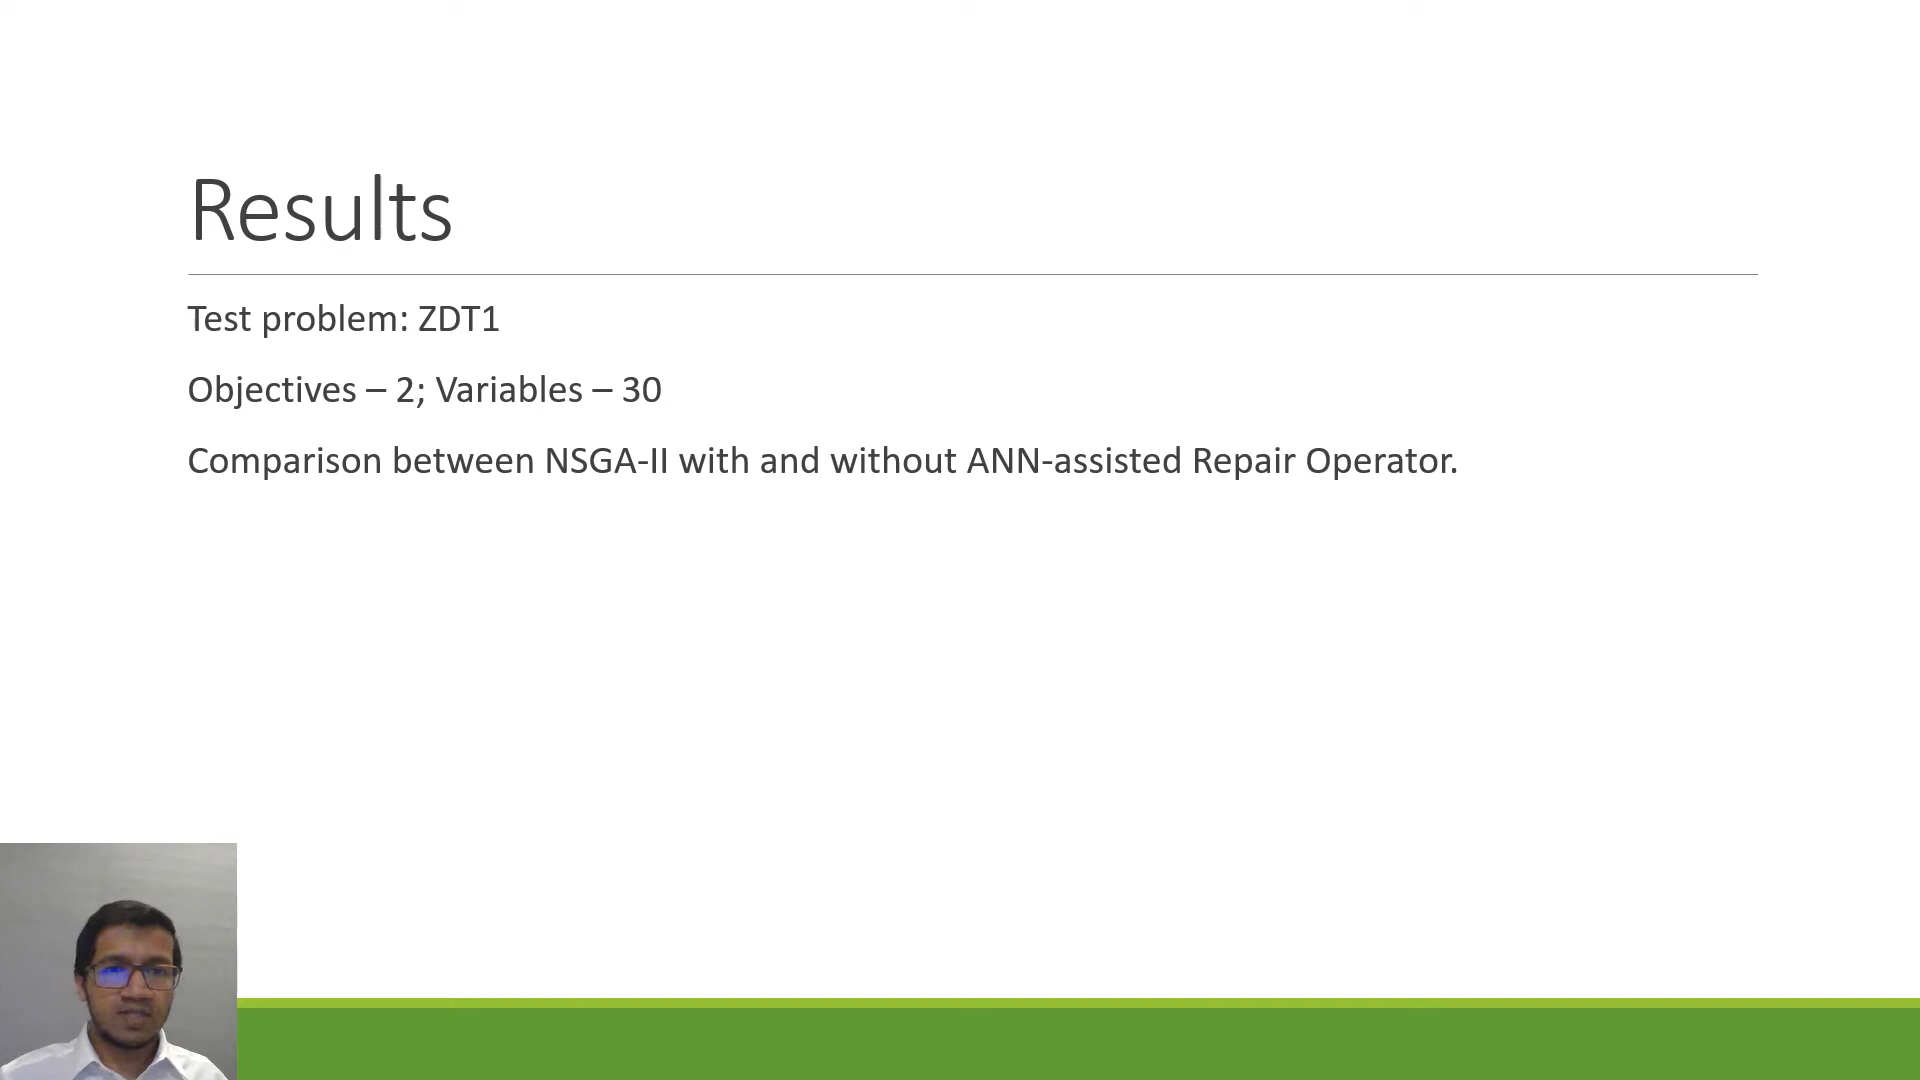 Results
Test problem: ZDT1
Objectives – 2; Variables – 30
Comparison between NSGA-II with and without ANN-assisted Repair Operator.